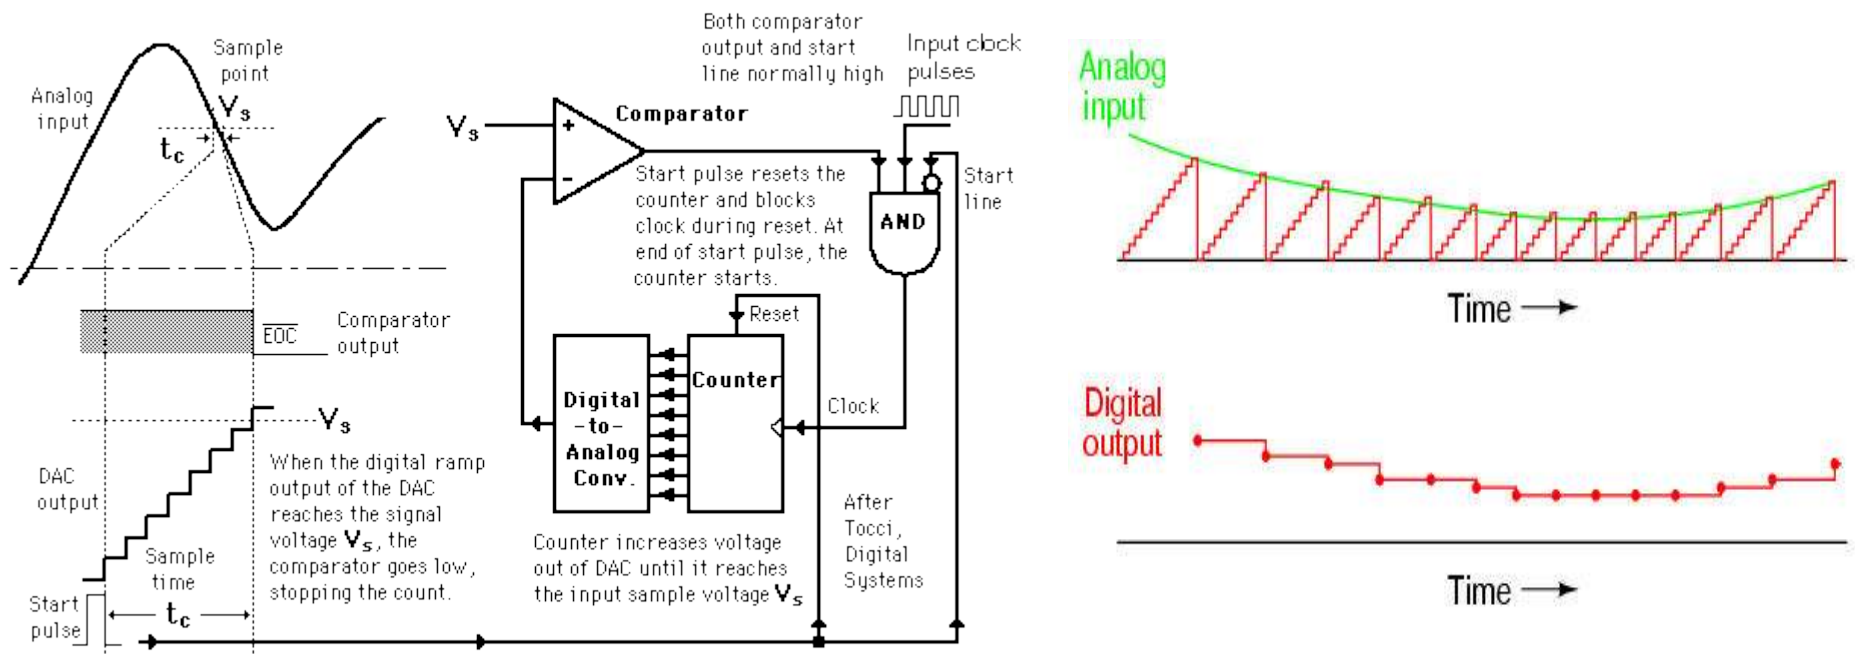 Analog
input
Sample
point
Vs
tc
EOC
Comparator
output
Vs
DAC
output
Sample
time
Start
pulse
tc
When the digital ramp
output of the DAC
reaches the signal
voltage Vs, the
comparator goes low,
stopping the count.
Both comparator
output and start
line normally high
Input clock
pulses
Vs
+
-
Comparator
Start pulse resets the
counter and blocks
clock during reset. At
end of start pulse, the
counter starts.
AND
Start
line
Reset
Digital
-to-
Analog
Conv.
Counter
Clock
Counter increases voltage
out of DAC until it reaches
the input sample voltage Vs
After
Tocci,
Digital
Systems
Analog
input
Time
Digital
output
Time